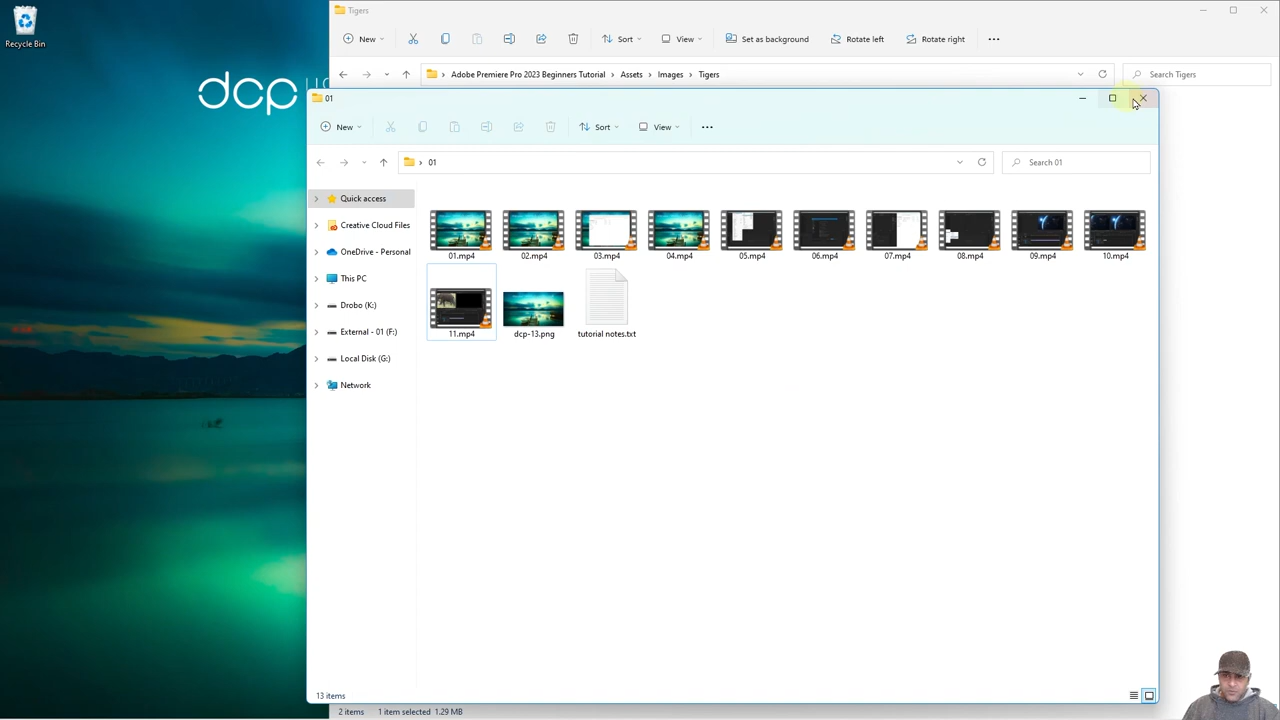 Recycle Bin
dcp
Tigers
New
Sort
View
Set as background
Rotate left
Rotate right
Adobe Premiere Pro 2023 Beginners Tutorial > Assets > Images > Tigers
Search Tigers
01
New
Sort
View
01
Search 01
Quick access
Creative Cloud Files
OneDrive - Personal
This PC
Drobo (K:)
External - 01 (F:)
Local Disk (G:)
Network
01.mp4 02.mp4 03.mp4 04.mp4 05.mp4 06.mp4 07.mp4 08.mp4 09.mp4 10.mp4
11.mp4 dcp-13.png tutorial notes.txt
13 items
2 items 1 item selected 1.29 MB